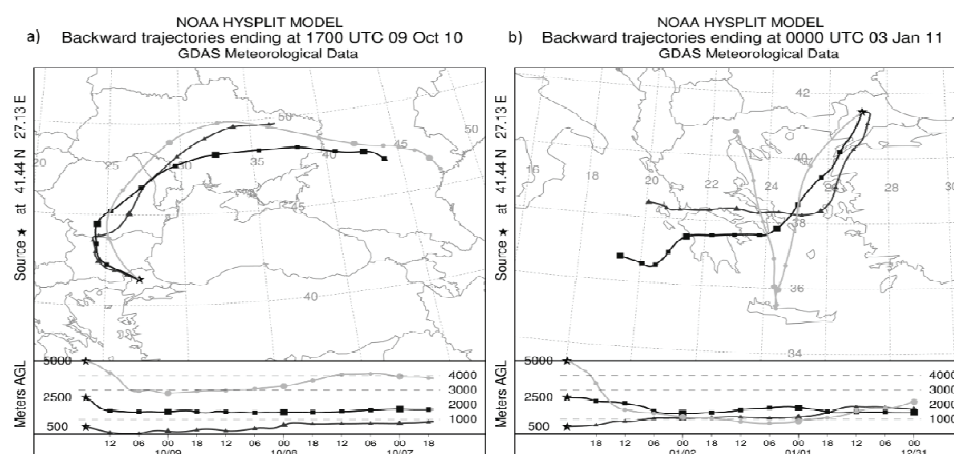 NOAA HYSPLIT MODEL
a) Backward trajectories ending at 1700 UTC 09 Oct 10
GDAS Meteorological Data
Source ★ at 41.44 N 27.13 E
50
50
45
40
35
30
20
45
40
Meters AGL
5000
2500
500
4000
3000
2000
1000
12 06 00 18 12 06 00 18 12 06 00 18
10/09 10/08 10/07
NOAA HYSPLIT MODEL
b) Backward trajectories ending at 0000 UTC 03 Jan 11
GDAS Meteorological Data
Source ★ at 41.44 N 27.13 E
42
40
16 18 20 22 24 26 28 30
38
36
34
Meters AGL
5000
2500
500
4000
3000
2000
1000
18 12 06 00 18 12 06 00 18 12 06 00
01/02 01/01 12/31